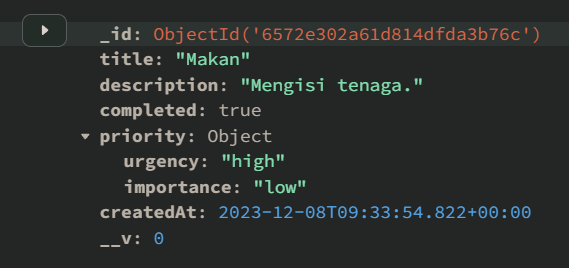 _id: ObjectId('6572e302a61d814dfda3b76c')
title: "Makan"
description: "Mengisi tenaga."
completed: true
priority: Object
urgency: "high"
importance: "low"
createdAt: 2023-12-08T09:33:54.822+00:00
__v: 0